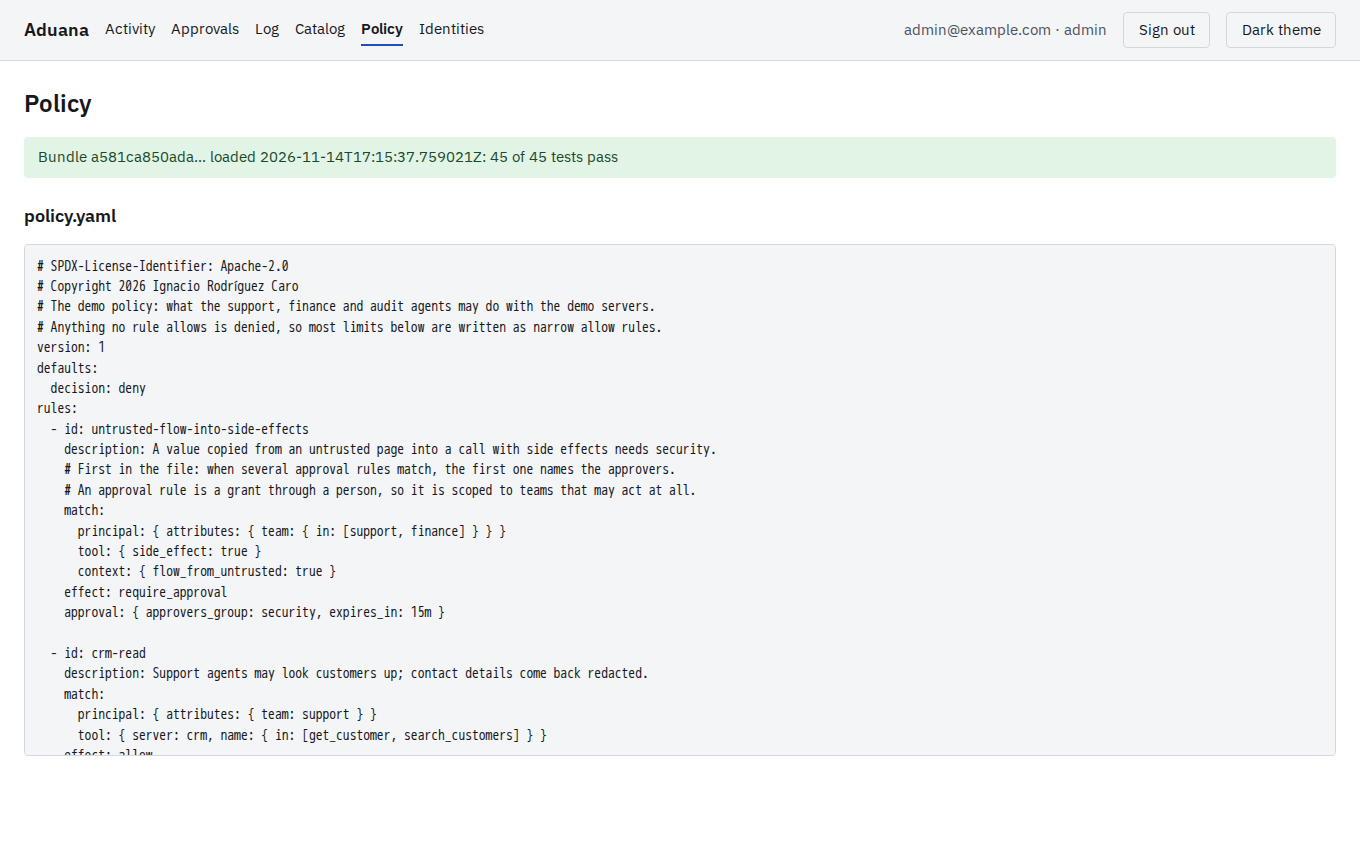 Aduana Activity Approvals Log Catalog Policy Identities admin@example.com · admin Sign out Dark theme
Policy
Bundle a581ca850ada... loaded 2026-11-14T17:15:37.759021Z: 45 of 45 tests pass
policy.yaml
# SPDX-License-Identifier: Apache-2.0
# Copyright 2026 Ignacio Rodríguez Caro
# The demo policy: what the support, finance and audit agents may do with the demo servers.
# Anything no rule allows is denied, so most limits below are written as narrow allow rules.
version: 1
defaults:
  decision: deny
rules:
  - id: untrusted-flow-into-side-effects
    description: A value copied from an untrusted page into a call with side effects needs security.
    # First in the file: when several approval rules match, the first one names the approvers.
    # An approval rule is a grant through a person, so it is scoped to teams that may act at all.
    match:
      principal: { attributes: { team: { in: [support, finance] } } }
      tool: { side_effect: true }
      context: { flow_from_untrusted: true }
    effect: require_approval
    approval: { approvers_group: security, expires_in: 15m }
  - id: crm-read
    description: Support agents may look customers up; contact details come back redacted.
    match:
      principal: { attributes: { team: support } }
      tool: { server: crm, name: { in: [get_customer, search_customers] } }
    effect: allow